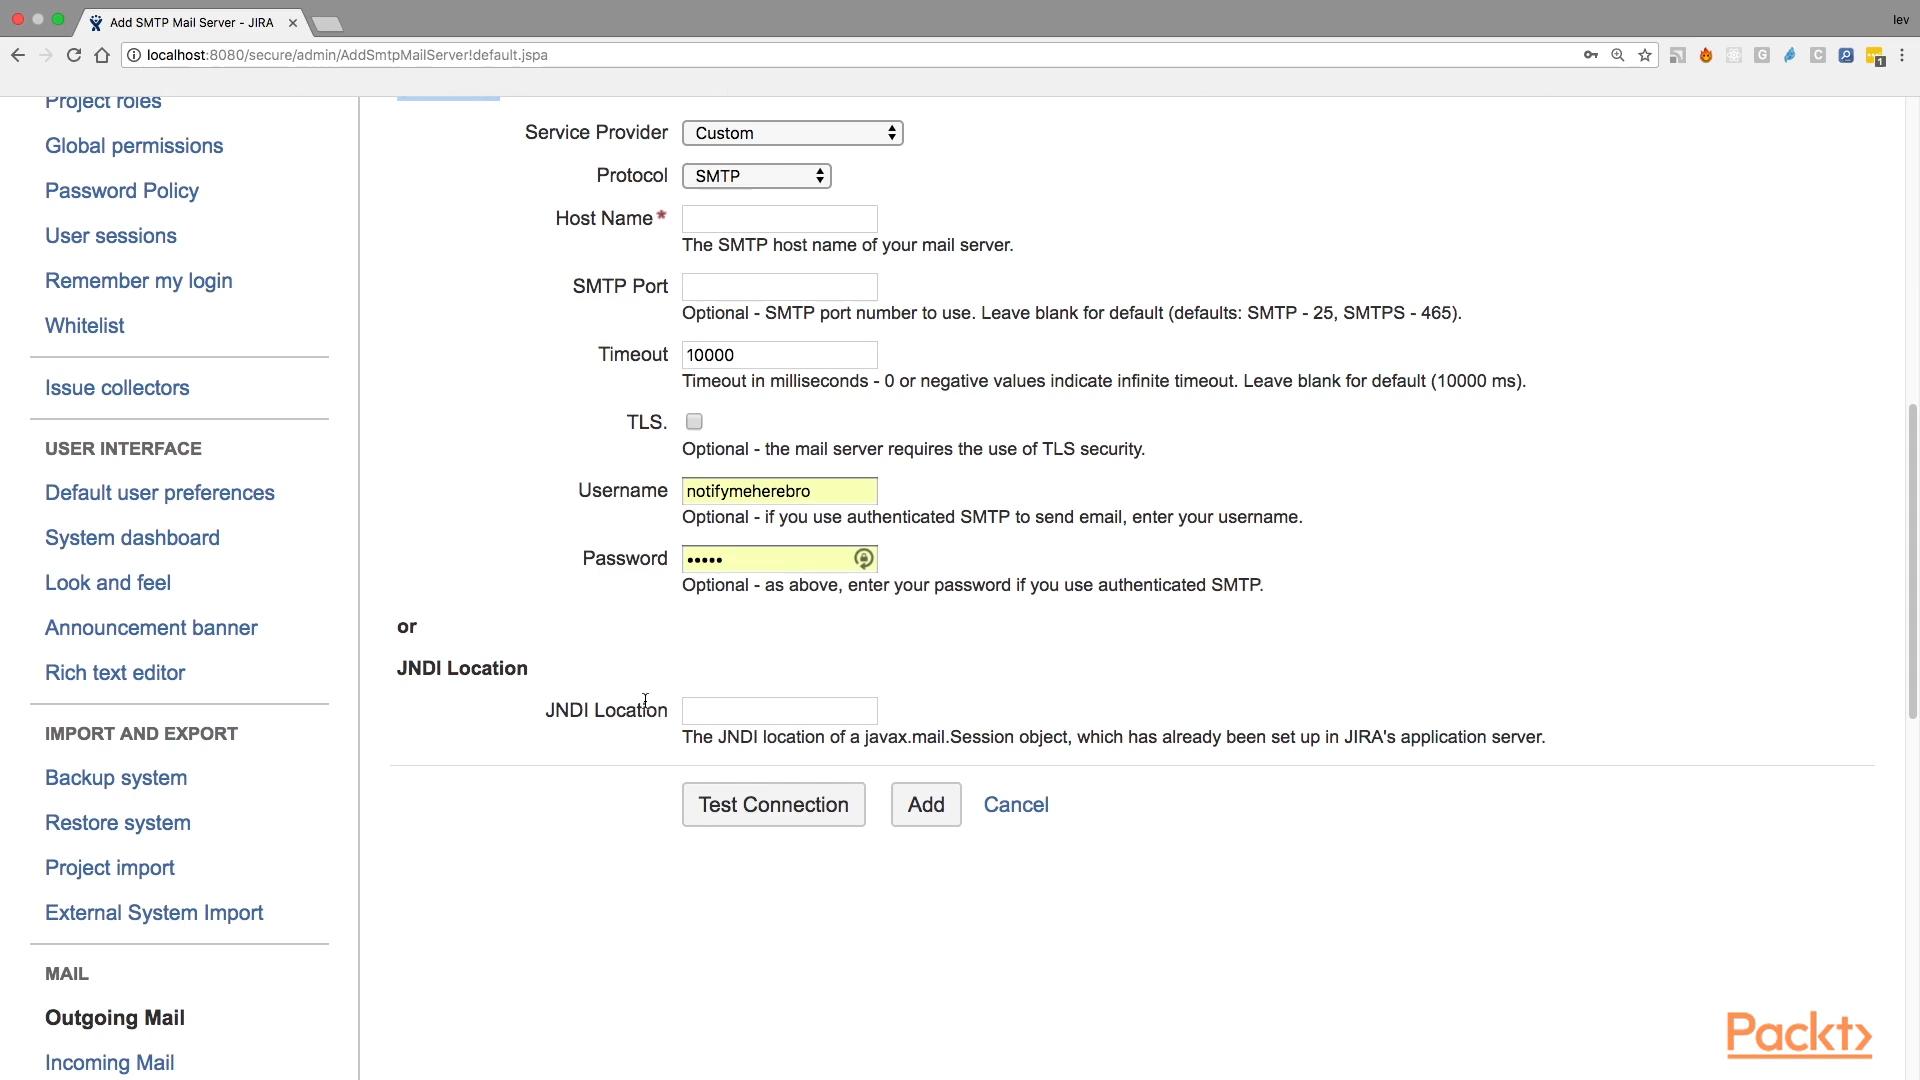 Add SMTP Mail Server - JIRA
lev
localhost:8080/secure/admin/AddSmtpMailServer!default.jspa
Project roles
Global permissions
Password Policy
User sessions
Remember my login
Whitelist
Issue collectors
USER INTERFACE
Default user preferences
System dashboard
Look and feel
Announcement banner
Rich text editor
IMPORT AND EXPORT
Backup system
Restore system
Project import
External System Import
MAIL
Outgoing Mail
Incoming Mail
Service Provider Custom
Protocol SMTP
Host Name*
The SMTP host name of your mail server.
SMTP Port
Optional - SMTP port number to use. Leave blank for default (defaults: SMTP - 25, SMTPS - 465).
Timeout 10000
Timeout in milliseconds - 0 or negative values indicate infinite timeout. Leave blank for default (10000 ms).
TLS.
Optional - the mail server requires the use of TLS security.
Username notifymeherebro
Optional - if you use authenticated SMTP to send email, enter your username.
Password •••••
Optional - as above, enter your password if you use authenticated SMTP.
or
JNDI Location
JNDI Location
The JNDI location of a javax.mail.Session object, which has already been set up in JIRA's application server.
Test Connection Add Cancel
Packt>